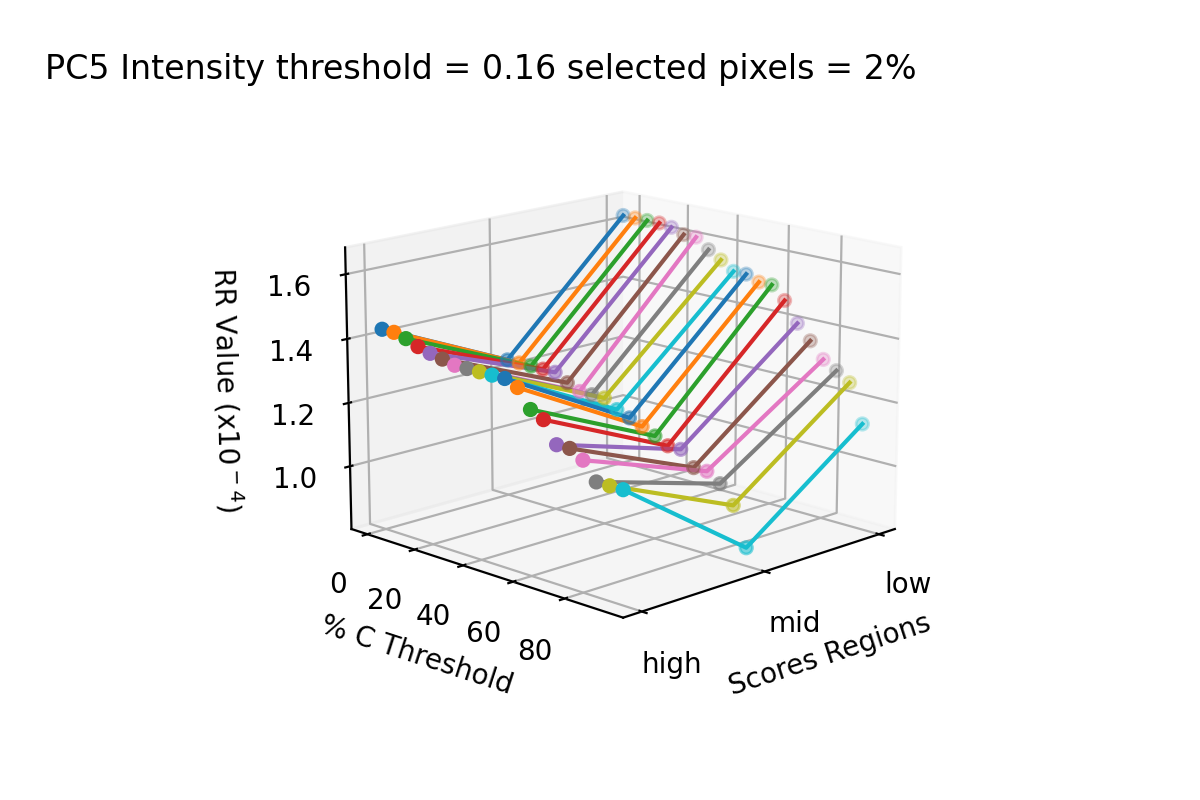 PC5 Intensity threshold = 0.16 selected pixels = 2%
RR Value (x10⁻⁴)
1.6
1.4
1.2
1.0
0
20
40
60
80
% C Threshold
high
mid
low
Scores Regions